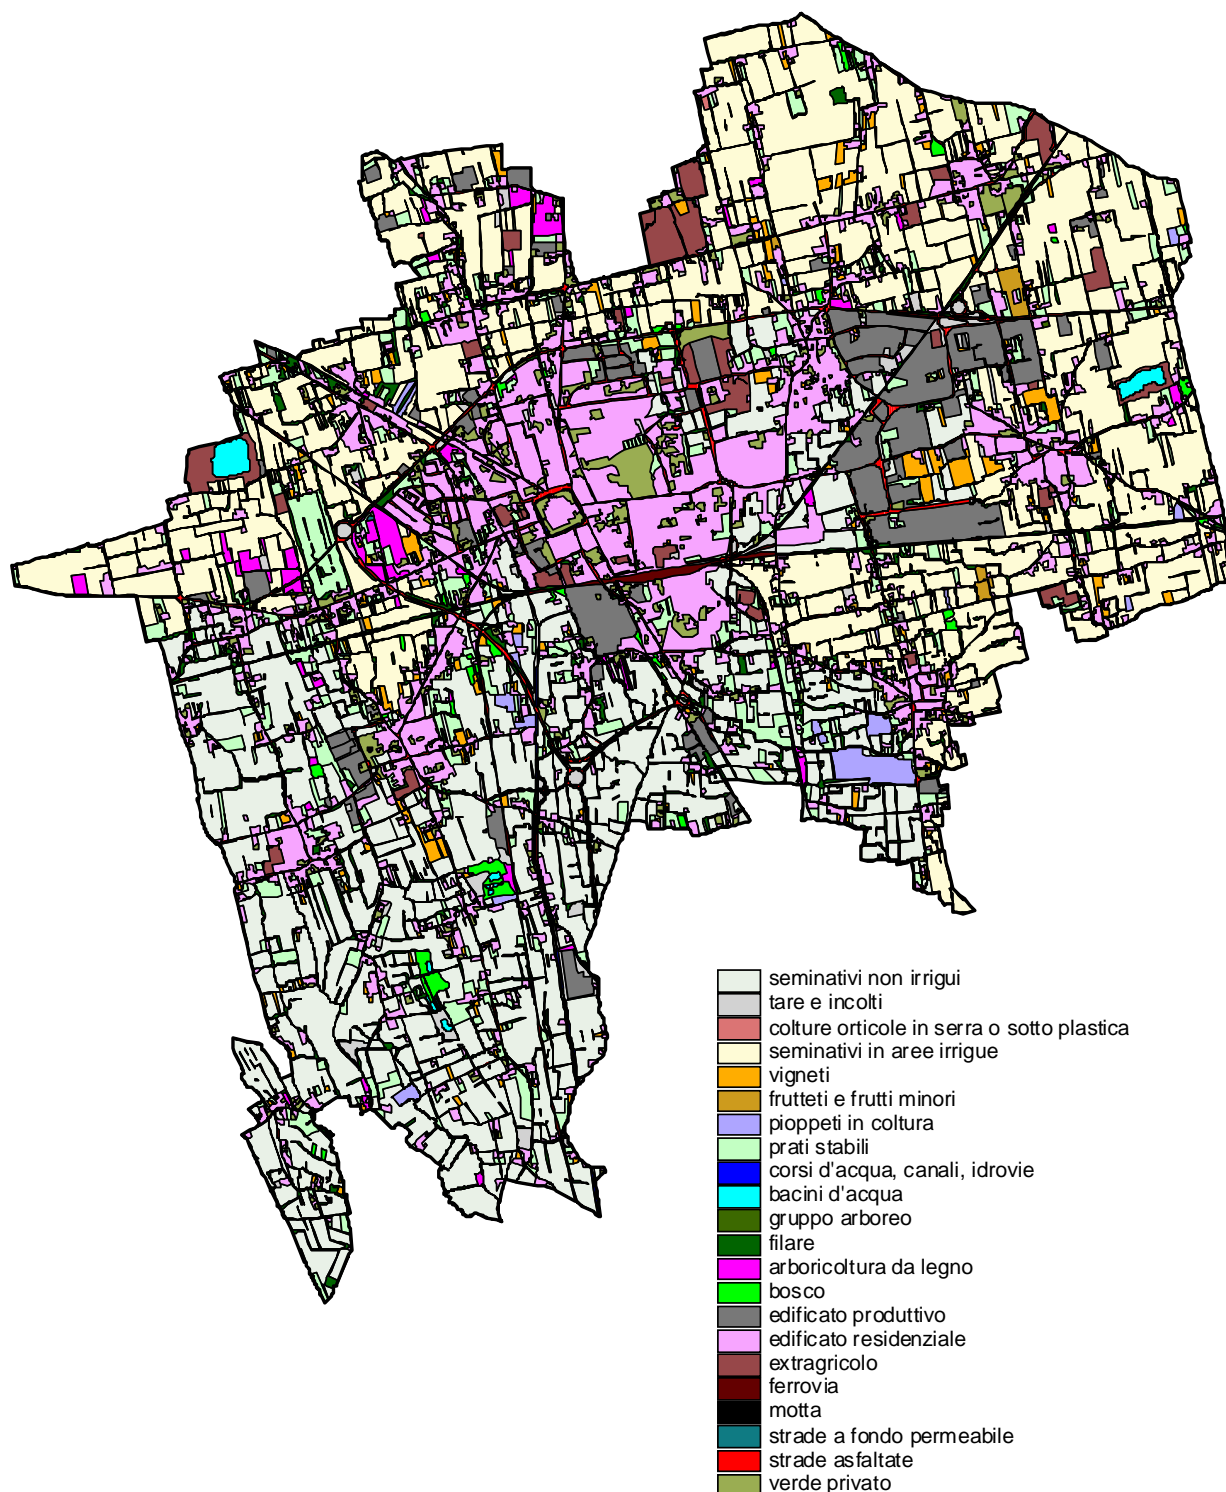 seminativi non irrigui
tare e incolti
colture orticole in serra o sotto plastica
seminativi in aree irrigue
vigneti
frutteti e frutti minori
pioppeti in coltura
prati stabili
corsi d'acqua, canali, idrovie
bacini d'acqua
gruppo arboreo
filare
arboricoltura da legno
bosco
edificato produttivo
edificato residenziale
extragricolo
ferrovia
motta
strade a fondo permeabile
strade asfaltate
verde privato